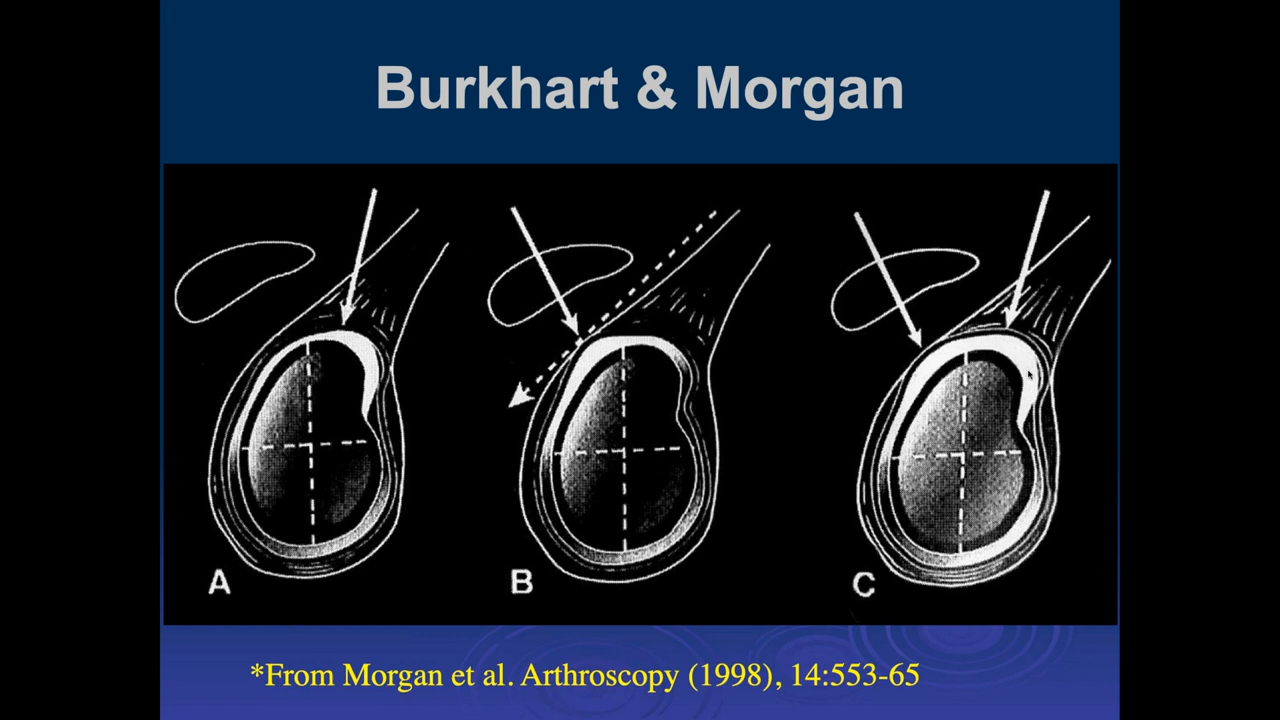 Burkhart & Morgan
A
B
C
*From Morgan et al. Arthroscopy (1998), 14:553-65